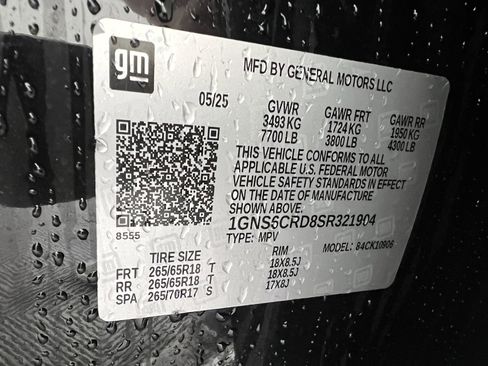 gm
MFD BY GENERAL MOTORS LLC
05/25 GVWR GAWR FRT GAWR RR
3493 KG 1724 KG 1950 KG
7700 LB 3800 LB 4300 LB
THIS VEHICLE CONFORMS TO ALL
APPLICABLE U.S. FEDERAL MOTOR
VEHICLE SAFETY STANDARDS IN EFFECT
ON THE DATE OF MANUFACTURE
SHOWN ABOVE.
1GNS6CRD8SR321904
8555 TYPE: MPV MODEL: 84CK10906
TIRE SIZE RIM
FRT 265/65R18 T 18X8.5J
RR 265/65R18 T 18X8.5J
SPA 265/70R17 S 17X8J